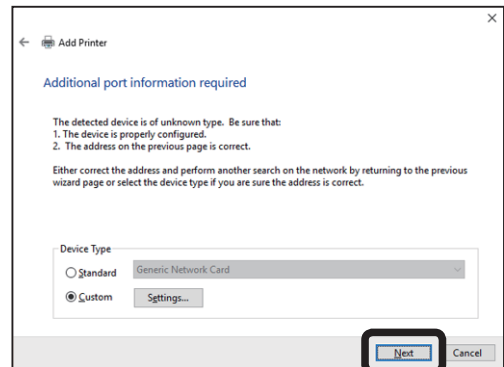 Add Printer
Additional port information required
The detected device is of unknown type.  Be sure that:
1. The device is properly configured.
2.  The address on the previous page is correct.
Either correct the address and perform another search on the network by returning to the previous
wizard page or select the device type if you are sure the address is correct.
Device Type
Standard
Generic Network Card
Custom
Settings...
Next
Cancel